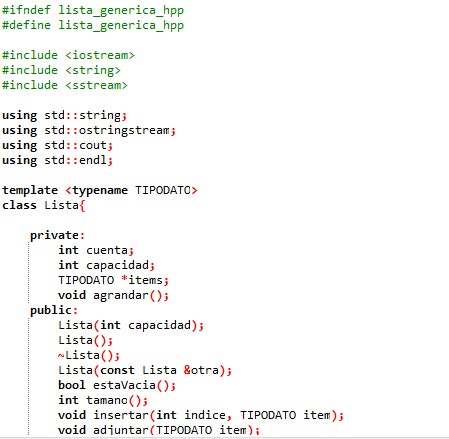 #ifndef lista_generica_hpp
#define lista_generica_hpp
#include <iostream>
#include <string>
#include <sstream>
using std::string;
using std::ostringstream;
using std::cout;
using std::endl;
template <typename TIPODATO>
class Lista{
private:
int cuenta;
int capacidad;
TIPODATO *items;
void agrandar();
public:
Lista(int capacidad);
Lista();
~Lista();
Lista(const Lista &otra);
bool estaVacia();
int tamano();
void insertar(int indice, TIPODATO item);
void adjuntar(TIPODATO item);